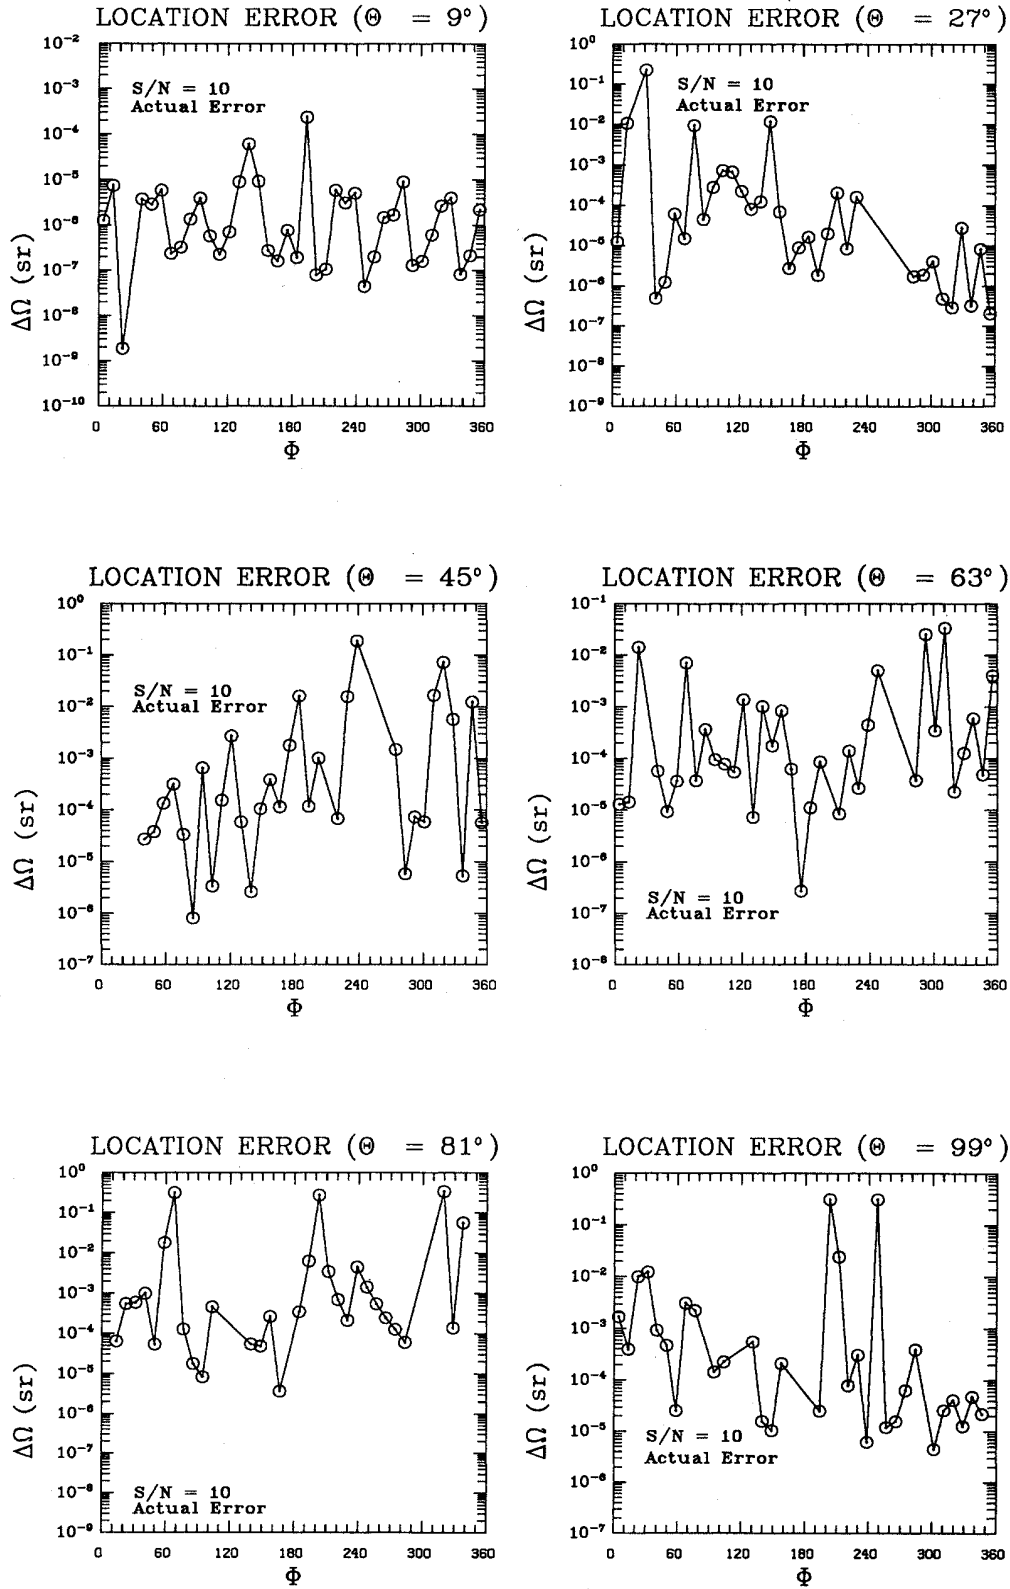 LOCATION ERROR (Θ = 9°)
10⁻²
10⁻³
10⁻⁴
10⁻⁵
10⁻⁶
10⁻⁷
10⁻⁸
10⁻⁹
10⁻¹⁰
ΔΩ (sr)
S/N = 10
Actual Error
0 60 120 180 240 300 360
Φ
LOCATION ERROR (Θ = 27°)
10⁰
10⁻¹
10⁻²
10⁻³
10⁻⁴
10⁻⁵
10⁻⁶
10⁻⁷
10⁻⁸
10⁻⁹
ΔΩ (sr)
S/N = 10
Actual Error
0 60 120 180 240 300 360
Φ
LOCATION ERROR (Θ = 45°)
10⁰
10⁻¹
10⁻²
10⁻³
10⁻⁴
10⁻⁵
10⁻⁶
10⁻⁷
ΔΩ (sr)
S/N = 10
Actual Error
0 60 120 180 240 300 360
Φ
LOCATION ERROR (Θ = 63°)
10⁻¹
10⁻²
10⁻³
10⁻⁴
10⁻⁵
10⁻⁶
10⁻⁷
10⁻⁸
ΔΩ (sr)
S/N = 10
Actual Error
0 60 120 180 240 300 360
Φ
LOCATION ERROR (Θ = 81°)
10⁰
10⁻¹
10⁻²
10⁻³
10⁻⁴
10⁻⁵
10⁻⁶
10⁻⁷
10⁻⁸
10⁻⁹
ΔΩ (sr)
S/N = 10
Actual Error
0 60 120 180 240 300 360
Φ
LOCATION ERROR (Θ = 99°)
10⁰
10⁻¹
10⁻²
10⁻³
10⁻⁴
10⁻⁵
10⁻⁶
10⁻⁷
ΔΩ (sr)
S/N = 10
Actual Error
0 60 120 180 240 300 360
Φ